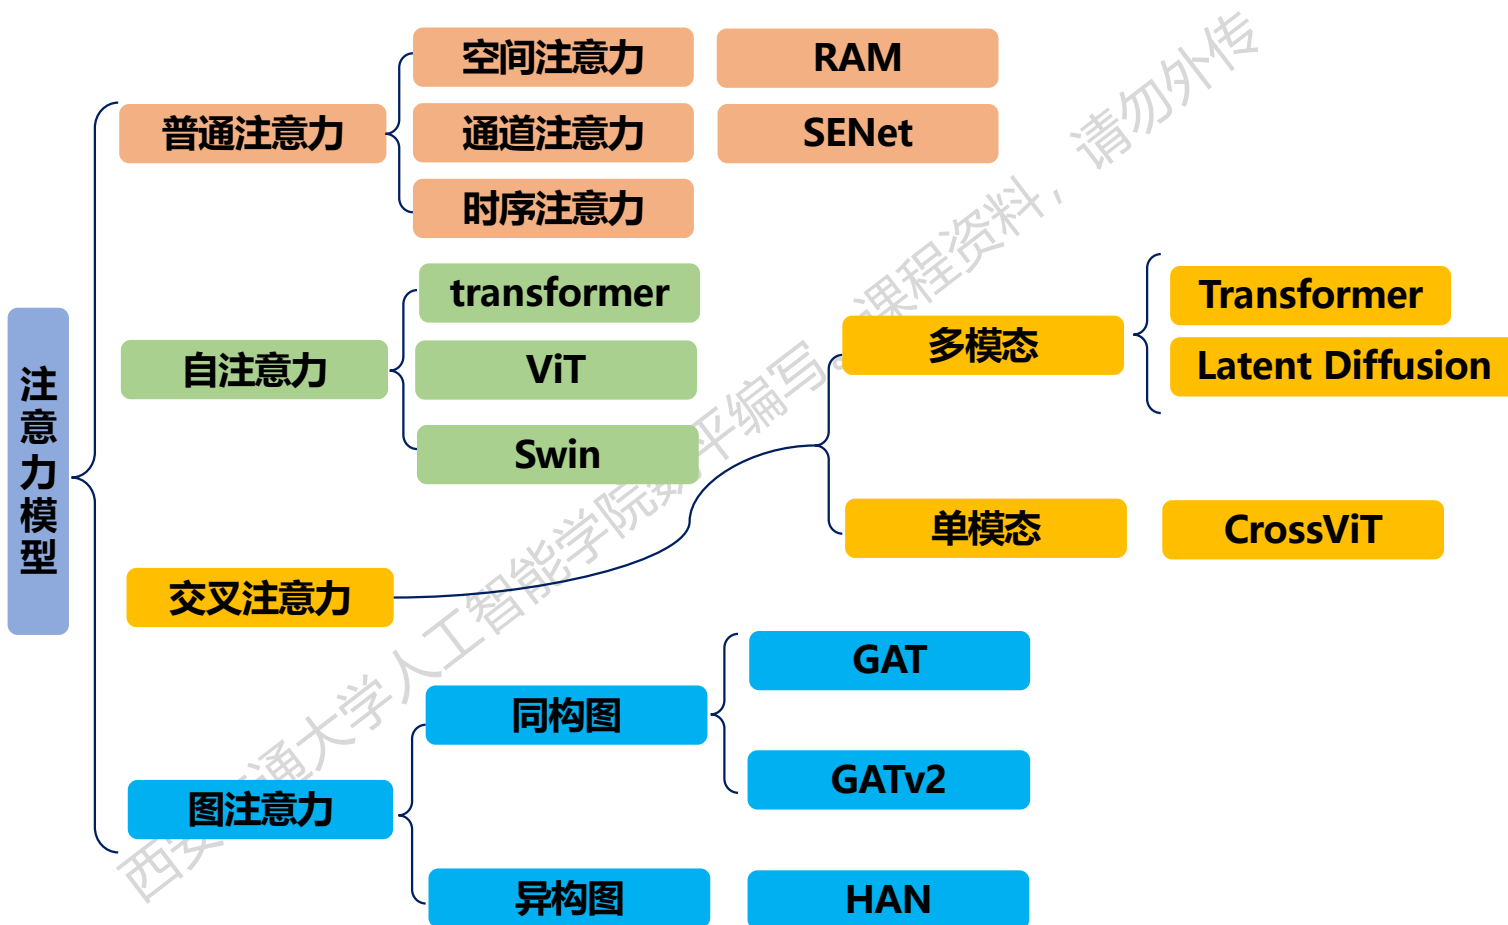 注意力模型
普通注意力
空间注意力
RAM
通道注意力
SENet
时序注意力
自注意力
transformer
ViT
Swin
交叉注意力
多模态
Transformer
Latent Diffusion
单模态
CrossViT
图注意力
同构图
GAT
GATv2
异构图
HAN
通大学人工智能学院
平编写。课程资料，请勿外传